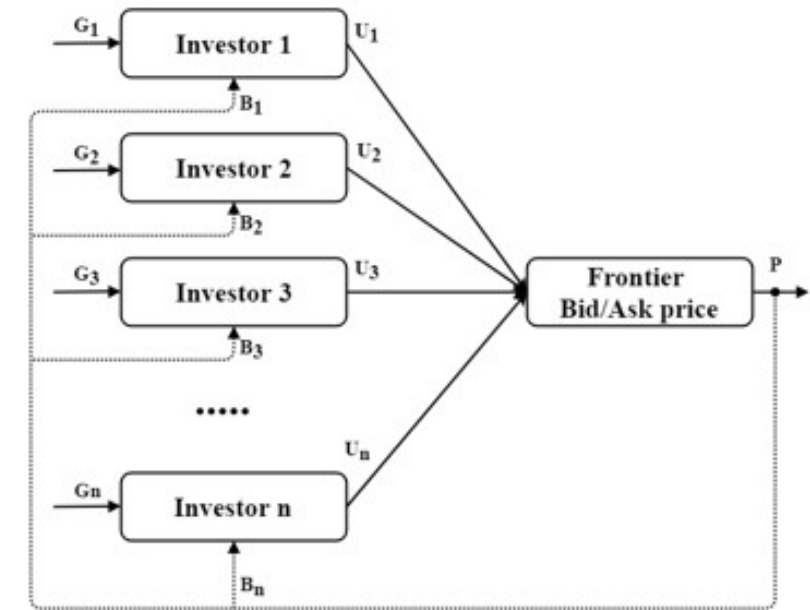 G1
Investor 1
U1
B1
G2
Investor 2
U2
B2
G3
Investor 3
U3
B3
Frontier
Bid/Ask price
P
.....
Un
Gn
Investor n
Bn